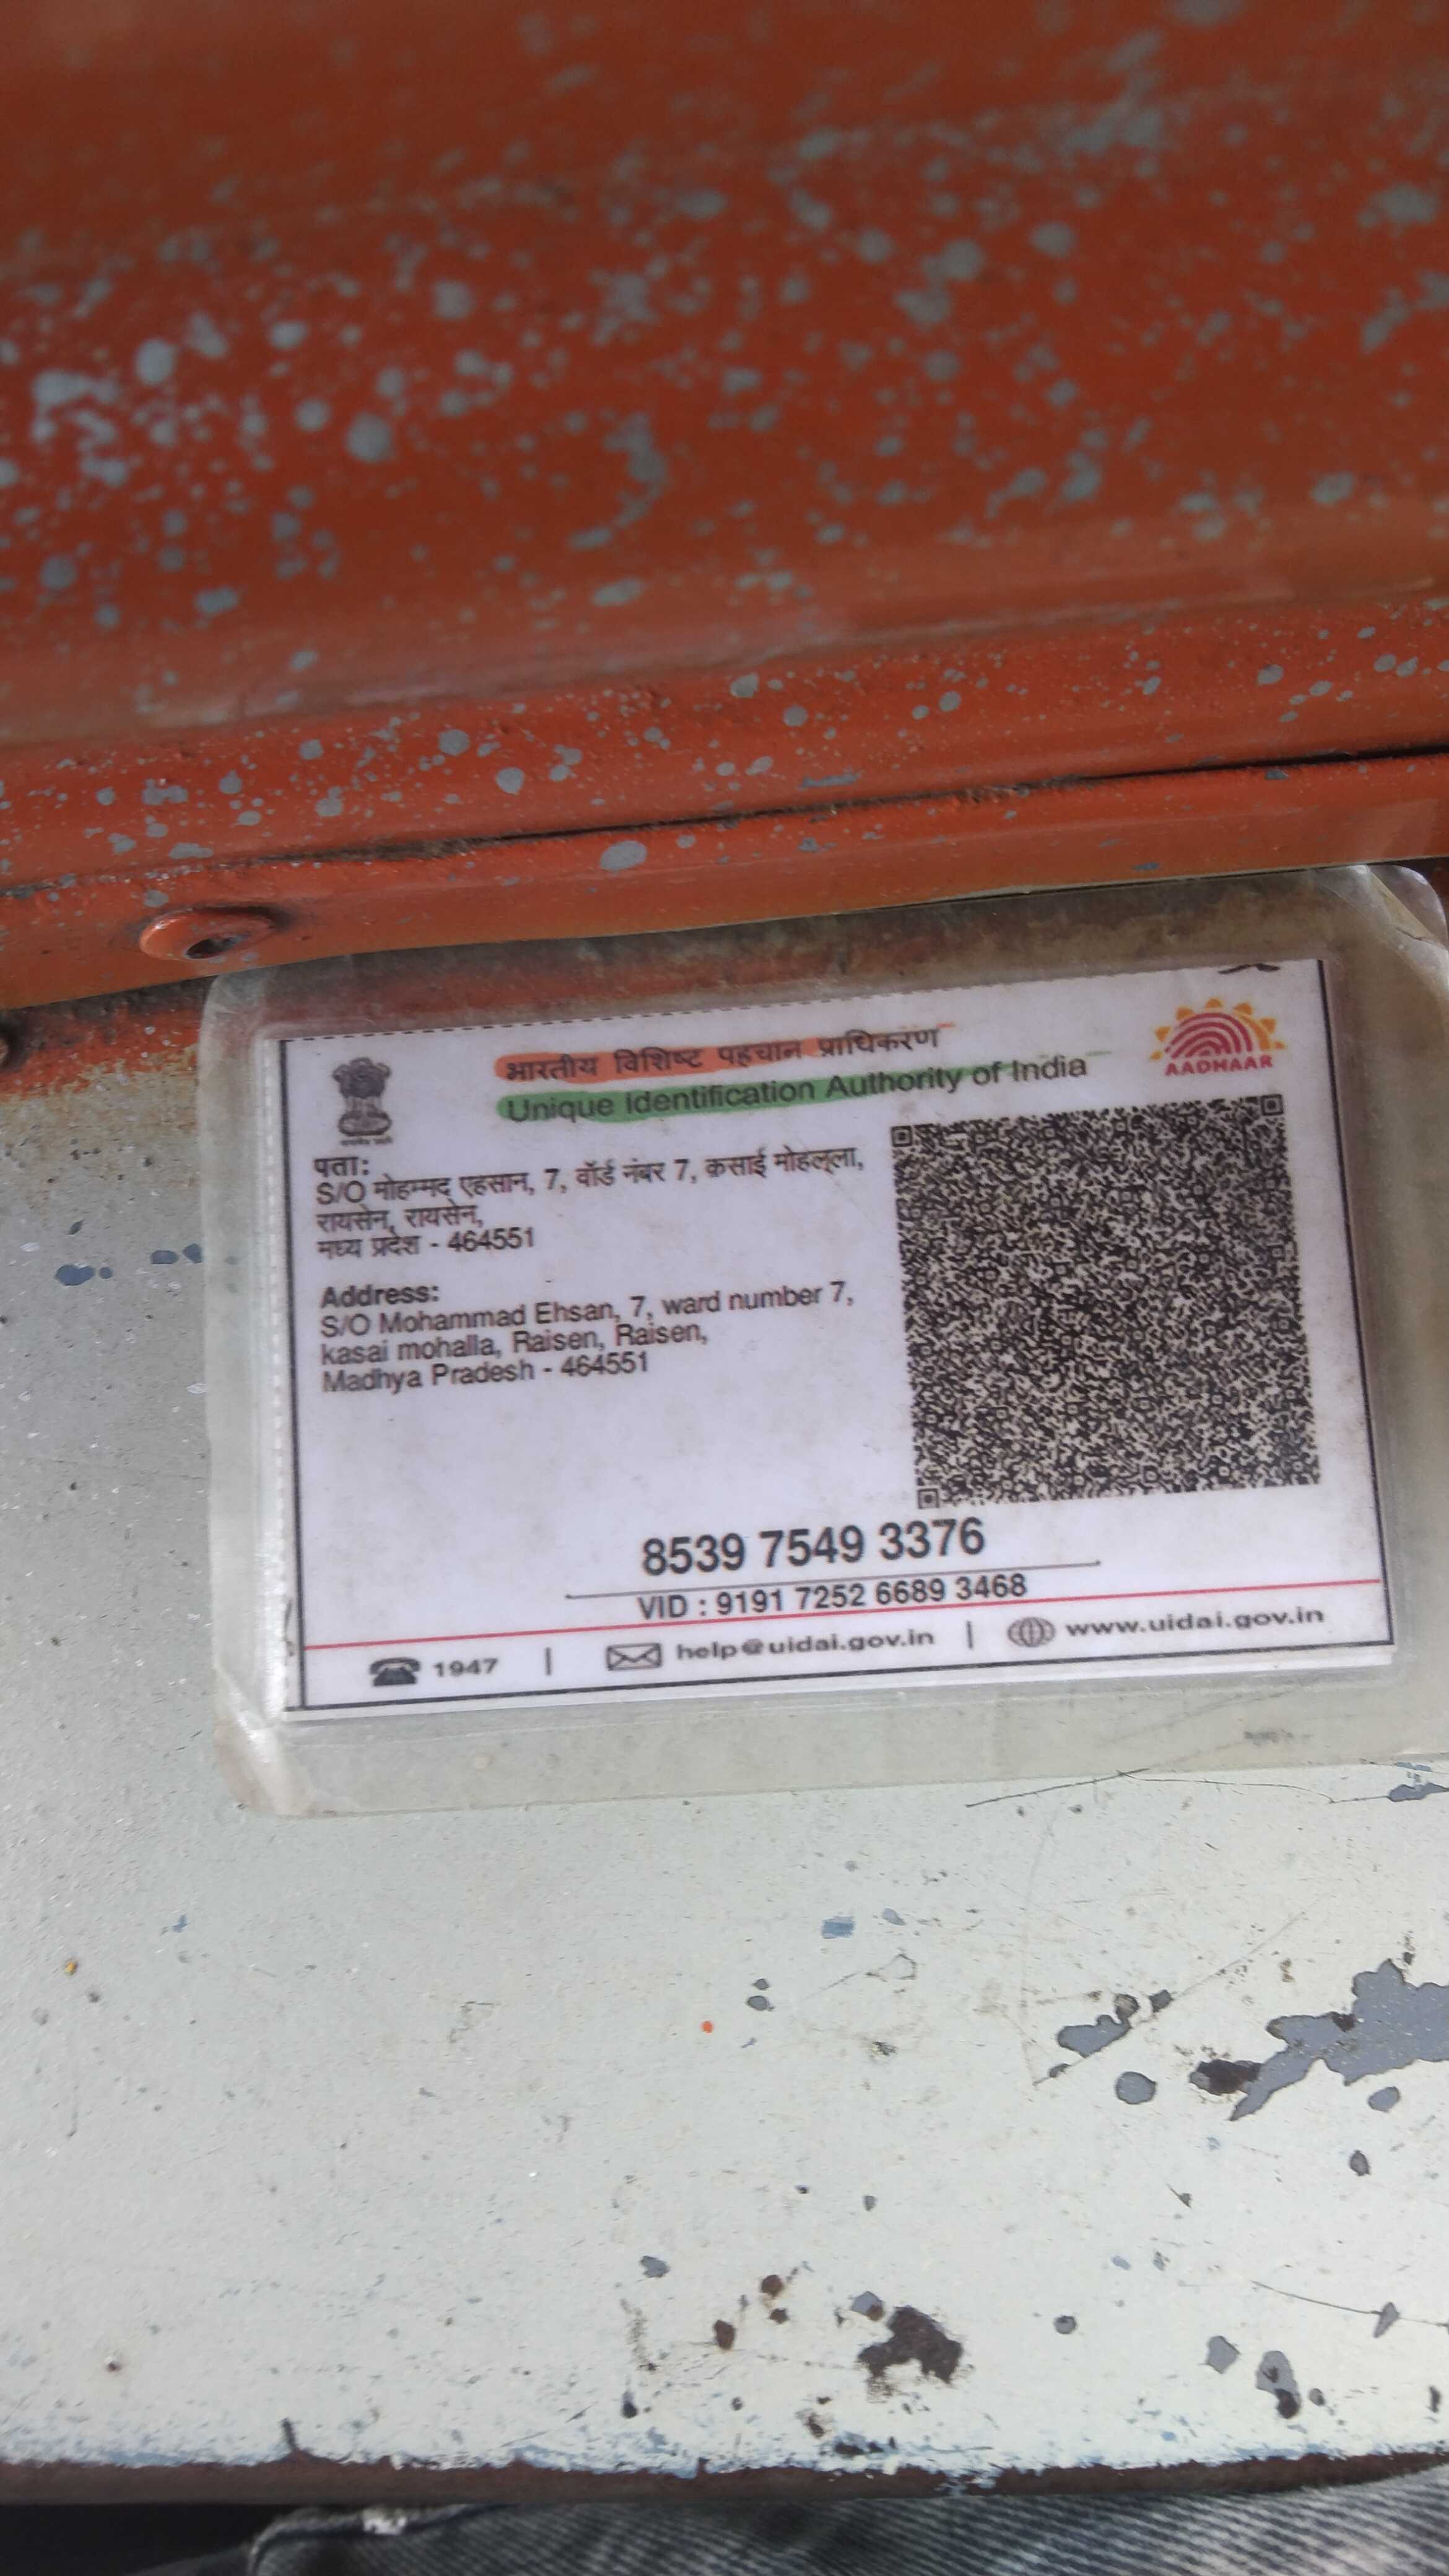 भारतीय विशिष्ट पहचान प्राधिकरण
Unique Identification Authority of India
AADHAAR
पता:
S/O मोहम्मद एहसान, 7, वॉर्ड नंबर 7, कसाई मोहल्ला,
रायसेन, रायसेन,
मध्य प्रदेश - 464551
Address:
S/O Mohammad Ehsan, 7, ward number 7,
kasai mohalla, Raisen, Raisen,
Madhya Pradesh - 464551
8539 7549 3376
VID : 9191 7252 6689 3468
1947 | help@uidai.gov.in | www.uidai.gov.in